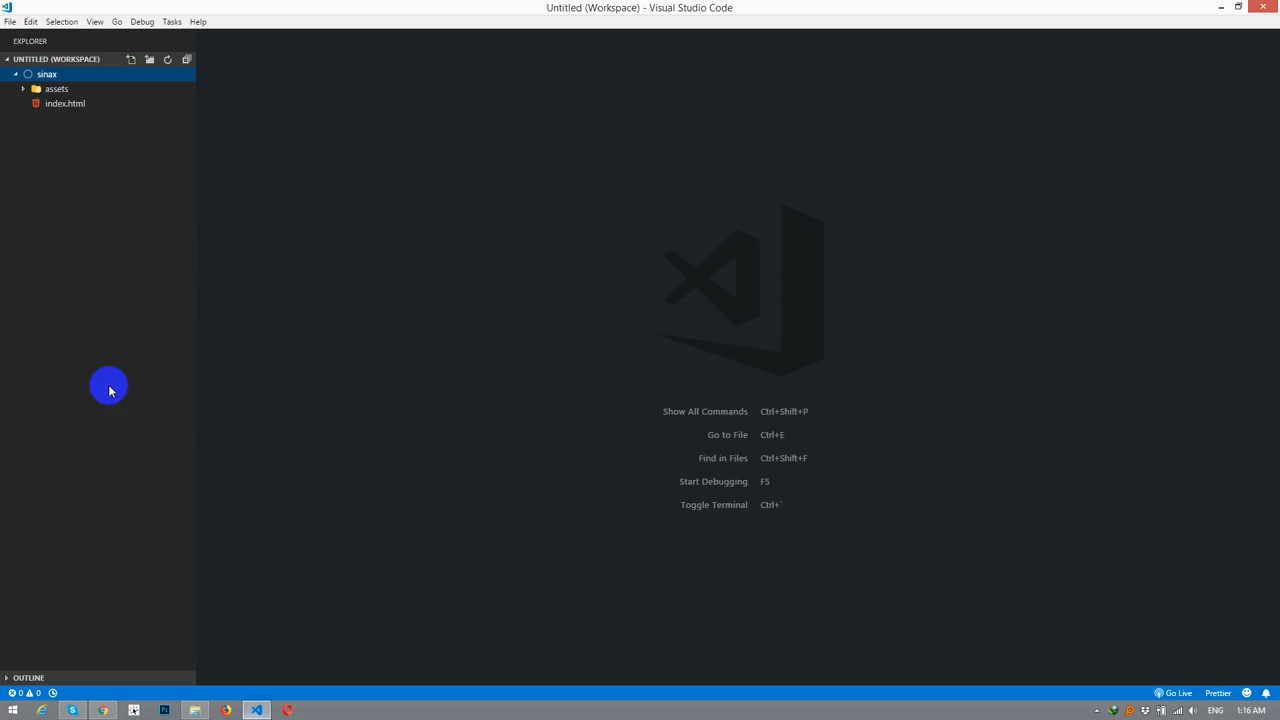 Untitled (Workspace) - Visual Studio Code
File Edit Selection View Go Debug Tasks Help
EXPLORER
UNTITLED (WORKSPACE)
sinax
assets
index.html
Show All Commands Ctrl+Shift+P
Go to File Ctrl+E
Find in Files Ctrl+Shift+F
Start Debugging F5
Toggle Terminal Ctrl+`
OUTLINE
0 0 Go Live Prettier
ENG 1:16 AM